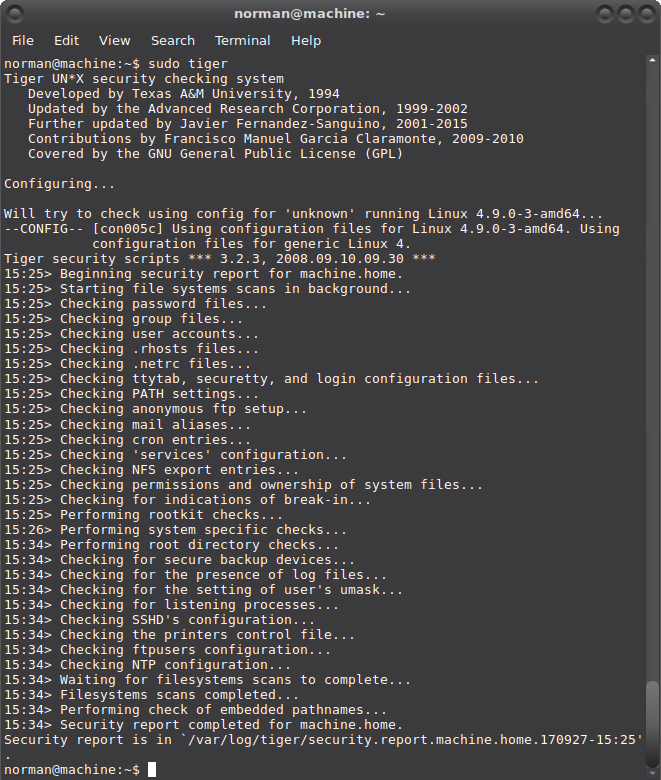 norman@machine: ~
File Edit View Search Terminal Help
norman@machine:~$ sudo tiger
Tiger UN*X security checking system
   Developed by Texas A&M University, 1994
   Updated by the Advanced Research Corporation, 1999-2002
   Further updated by Javier Fernandez-Sanguino, 2001-2015
   Contributions by Francisco Manuel Garcia Claramonte, 2009-2010
   Covered by the GNU General Public License (GPL)

Configuring...

Will try to check using config for 'unknown' running Linux 4.9.0-3-amd64...
--CONFIG-- [con005c] Using configuration files for Linux 4.9.0-3-amd64. Using
           configuration files for generic Linux 4.
Tiger security scripts *** 3.2.3, 2008.09.10.09.30 ***
15:25> Beginning security report for machine.home.
15:25> Starting file systems scans in background...
15:25> Checking password files...
15:25> Checking group files...
15:25> Checking user accounts...
15:25> Checking .rhosts files...
15:25> Checking .netrc files...
15:25> Checking ttytab, securetty, and login configuration files...
15:25> Checking PATH settings...
15:25> Checking anonymous ftp setup...
15:25> Checking mail aliases...
15:25> Checking cron entries...
15:25> Checking 'services' configuration...
15:25> Checking NFS export entries...
15:25> Checking permissions and ownership of system files...
15:25> Checking for indications of break-in...
15:25> Performing rootkit checks...
15:26> Performing system specific checks...
15:34> Performing root directory checks...
15:34> Checking for secure backup devices...
15:34> Checking for the presence of log files...
15:34> Checking for the setting of user's umask...
15:34> Checking for listening processes...
15:34> Checking SSHD's configuration...
15:34> Checking the printers control file...
15:34> Checking ftpusers configuration...
15:34> Checking NTP configuration...
15:34> Waiting for filesystems scans to complete...
15:34> Filesystems scans completed...
15:34> Performing check of embedded pathnames...
15:34> Security report completed for machine.home.
Security report is in `/var/log/tiger/security.report.machine.home.170927-15:25'
.
norman@machine:~$